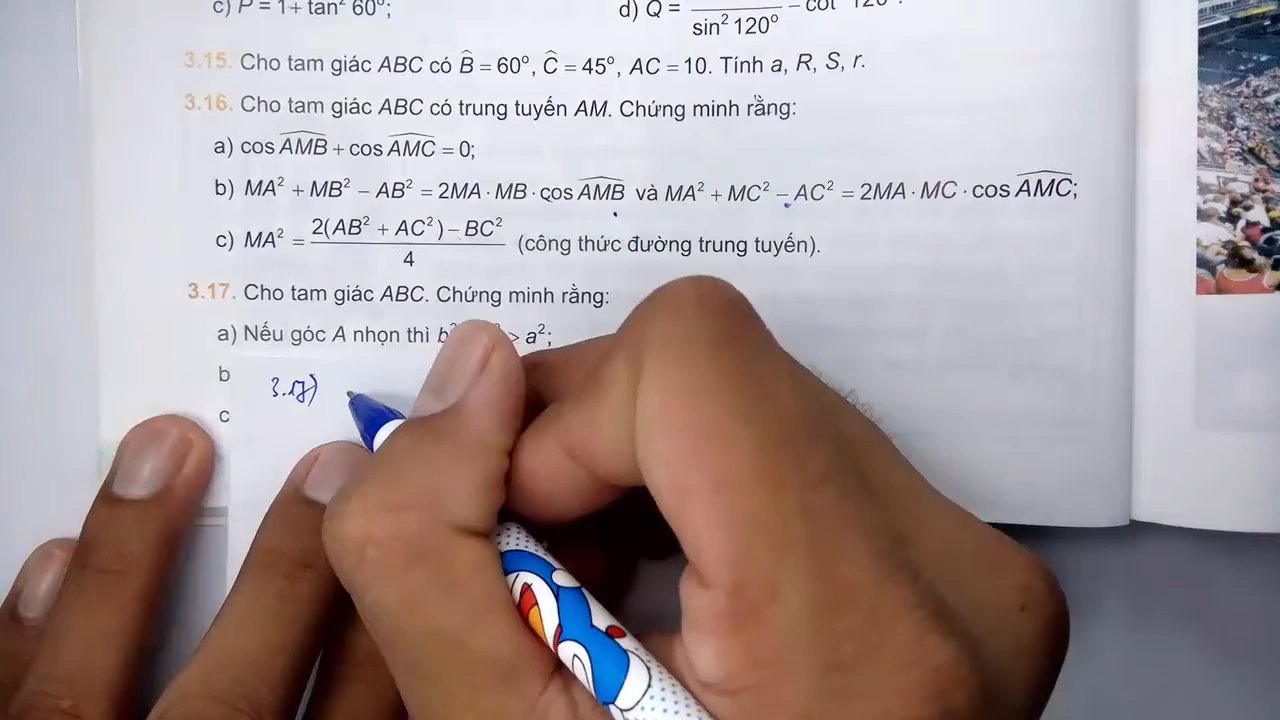 c) P = 1 + tan² 60°;
d) Q = sin² 120° – cot² 120°.
3.15. Cho tam giác ABC có B̂ = 60°, Ĉ = 45°, AC = 10. Tính a, R, S, r.
3.16. Cho tam giác ABC có trung tuyến AM. Chứng minh rằng:
a) cos AMB + cos AMC = 0;
b) MA² + MB² – AB² = 2MA · MB · cos AMB và MA² + MC² – AC² = 2MA · MC · cos AMC;
c) MA² = 2(AB² + AC²) – BC² / 4 (công thức đường trung tuyến).
3.17. Cho tam giác ABC. Chứng minh rằng:
a) Nếu góc A nhọn thì b > a²;
b
3.17)
c